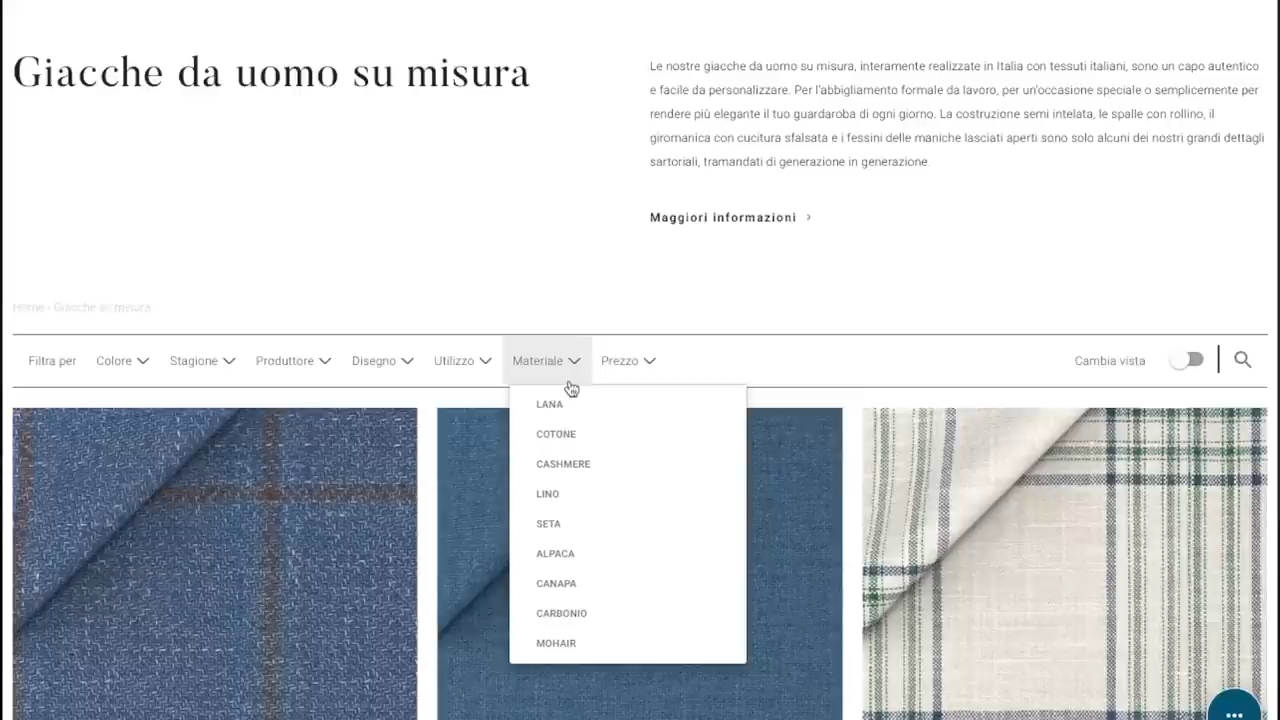 Giacche da uomo su misura
Le nostre giacche da uomo su misura, interamente realizzate in Italia con tessuti italiani, sono un capo autentico
e facile da personalizzare. Per l'abbigliamento formale da lavoro, per un'occasione speciale o semplicemente per
rendere più elegante il tuo guardaroba di ogni giorno. La costruzione semi intelata, le spalle con rollino, il
giromanica con cucitura sfalsata e i fessini delle maniche lasciati aperti sono solo alcuni dei nostri grandi dettagli
sartoriali, tramandati di generazione in generazione.
Maggiori informazioni
Home - Giacche su misura
Filtra per Colore Stagione Produttore Disegno Utilizzo Materiale Prezzo Cambia vista
LANA
COTONE
CASHMERE
LINO
SETA
ALPACA
CANAPA
CARBONIO
MOHAIR